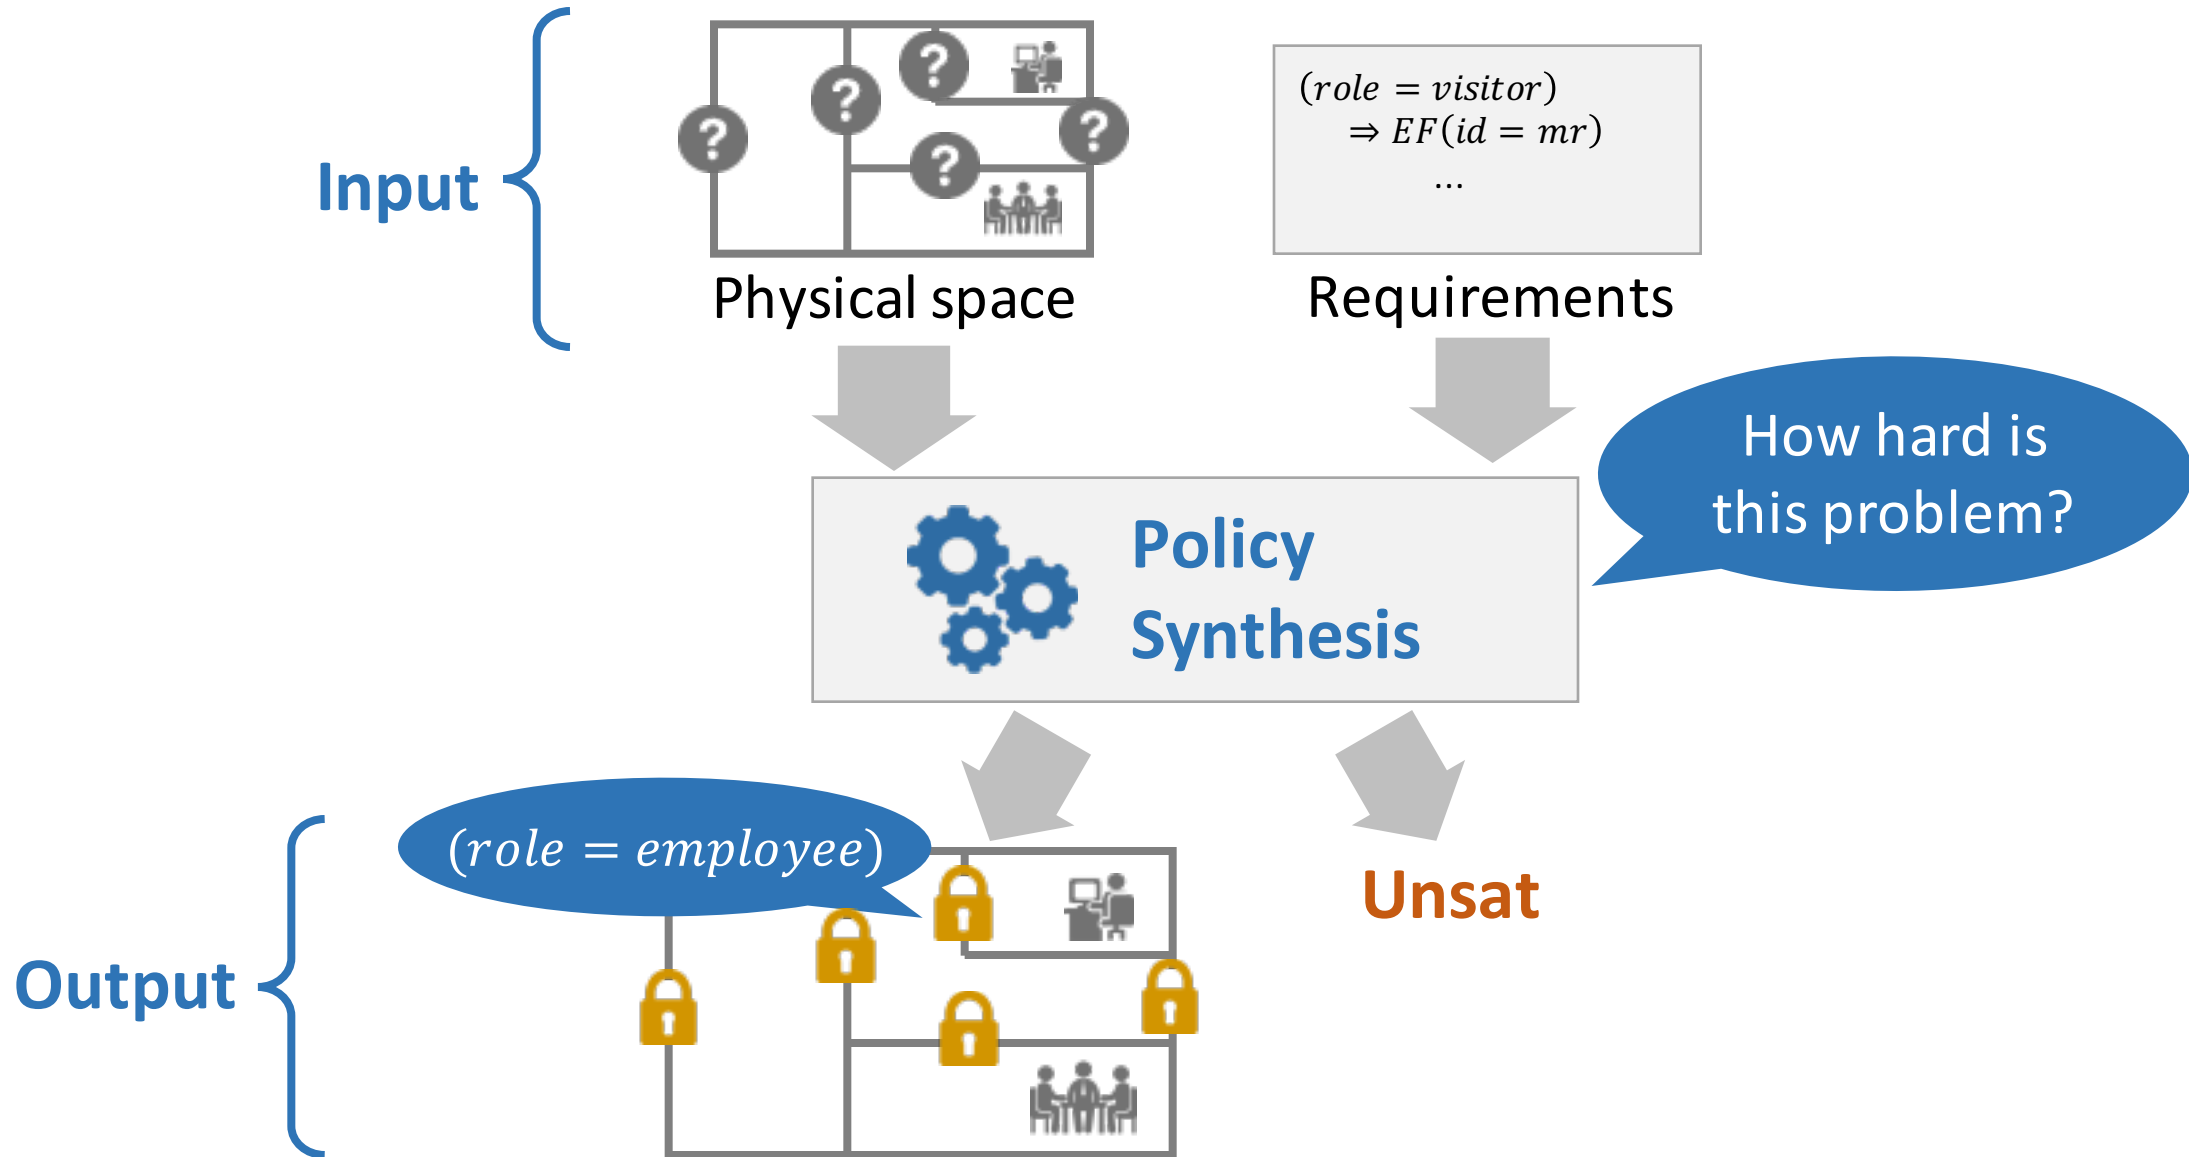 ?
?
?
?
?
(role = visitor)
⇒ EF(id = mr)
...
Input
Physical space
Requirements
How hard is
this problem?
Policy
Synthesis
(role = employee)
Unsat
Output